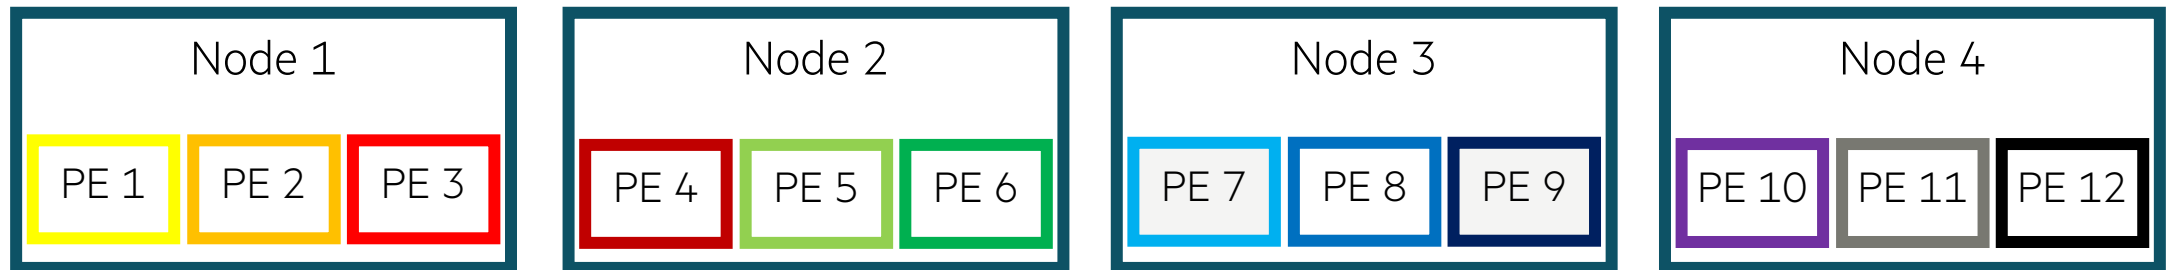 Node 1 Node 2 Node 3 Node 4
PE 1 PE 2 PE 3 PE 4 PE 5 PE 6 PE 7 PE 8 PE 9 PE 10 PE 11 PE 12